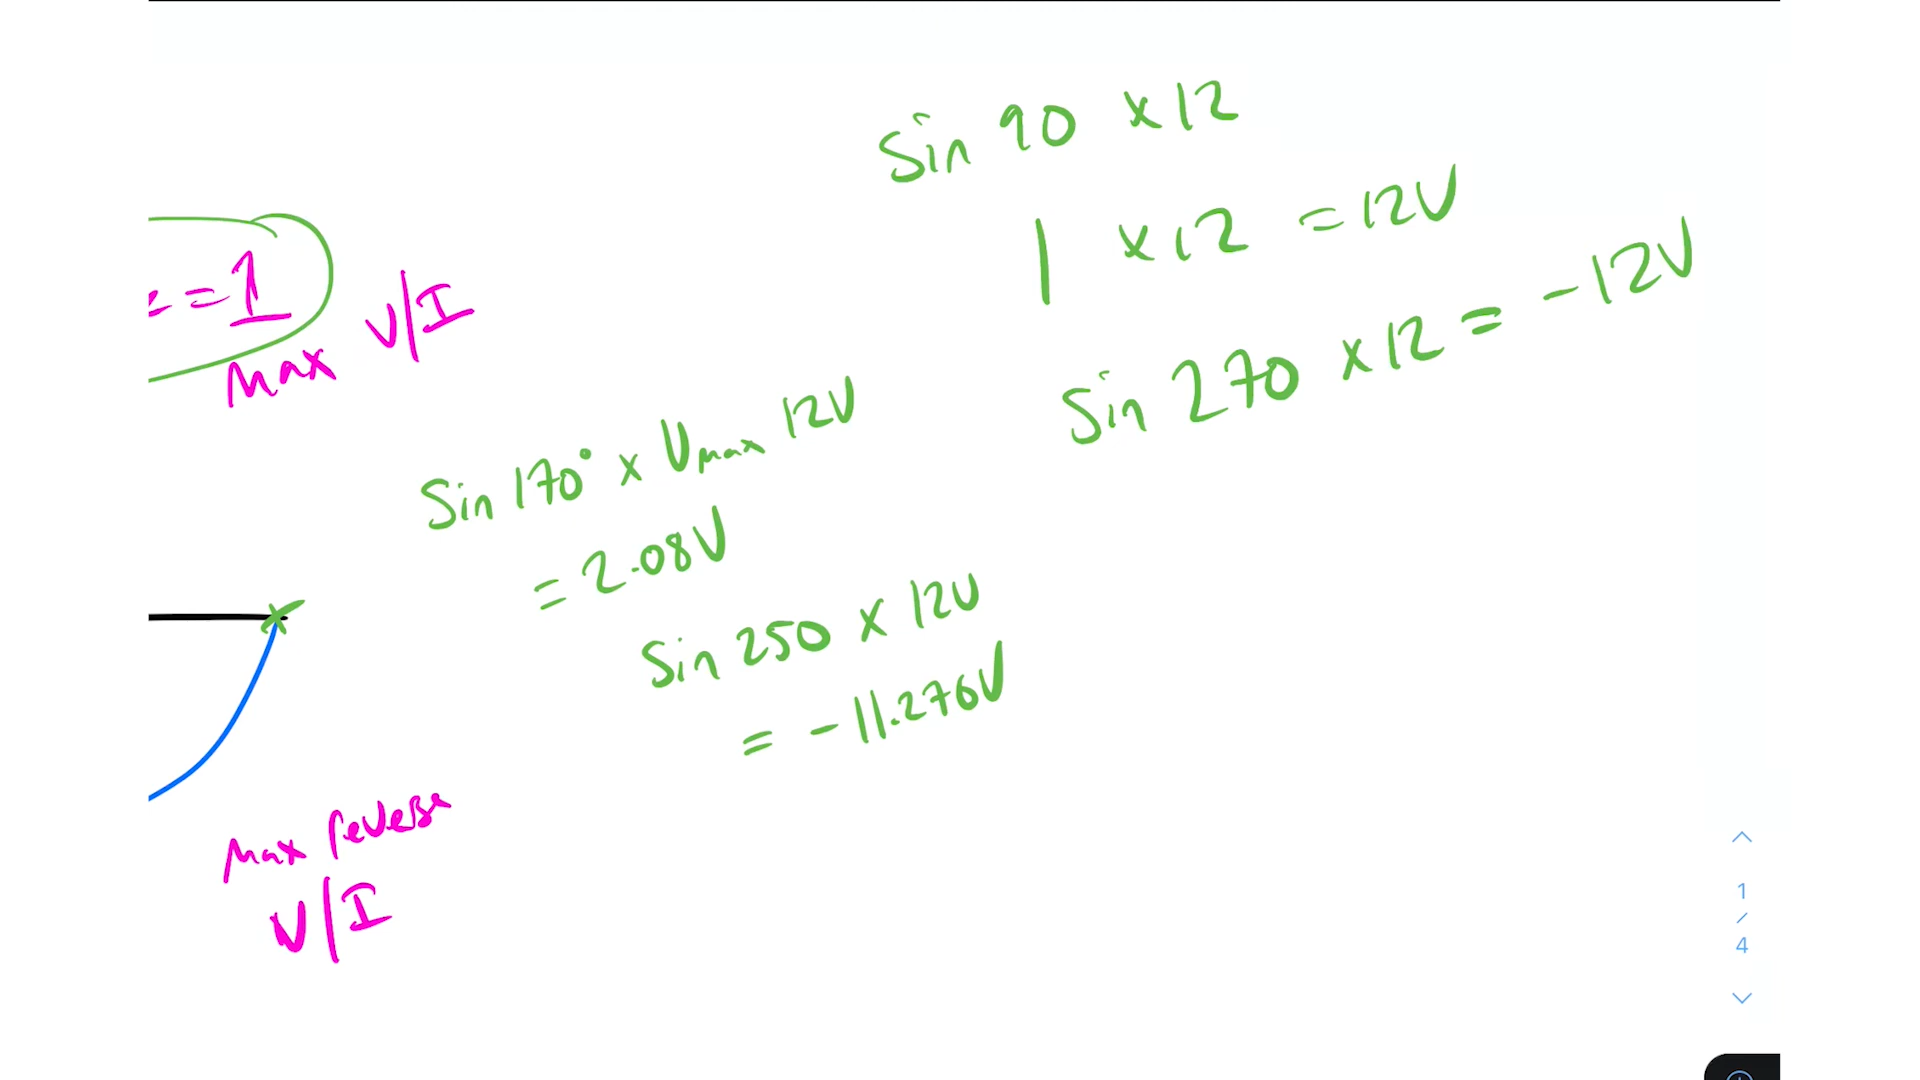 Sin 90 x 12
1 x 12 = 12V
Sin 270 x 12 = -12V
= 1
Max V/I
Sin 170° x Vmax 12V
= 2.08V
Sin 250 x 12V
= -11.276V
Max reverse
V/I
1
/
4